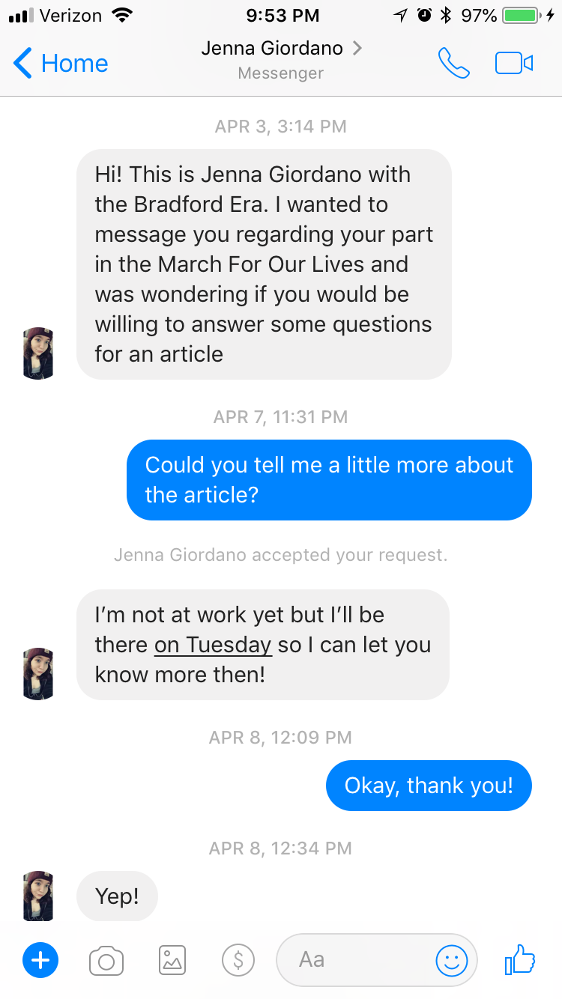 Verizon 9:53 PM 97%
Home Jenna Giordano
Messenger
APR 3, 3:14 PM
Hi! This is Jenna Giordano with
the Bradford Era. I wanted to
message you regarding your part
in the March For Our Lives and
was wondering if you would be
willing to answer some questions
for an article
APR 7, 11:31 PM
Could you tell me a little more about
the article?
Jenna Giordano accepted your request.
I’m not at work yet but I’ll be
there on Tuesday so I can let you
know more then!
APR 8, 12:09 PM
Okay, thank you!
APR 8, 12:34 PM
Yep!
$ Aa